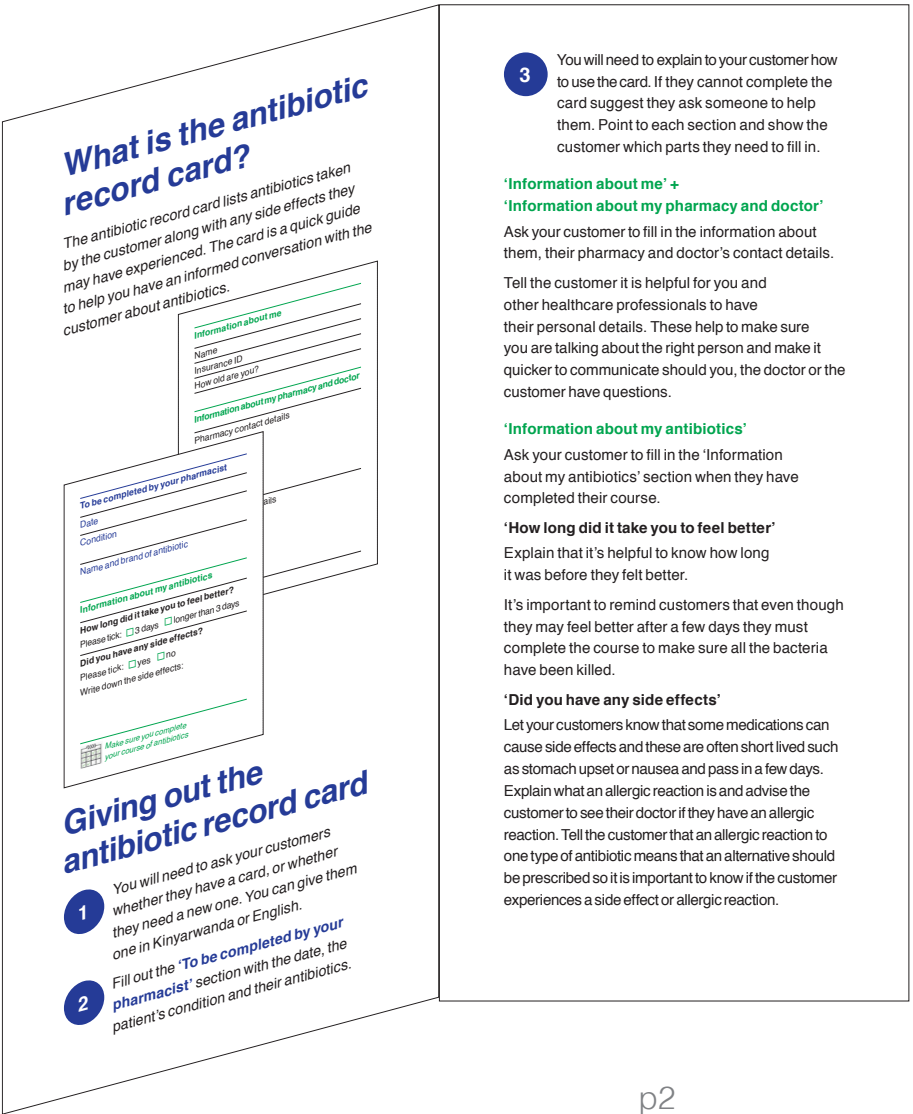 What is the antibiotic
record card?
The antibiotic record card lists antibiotics taken
by the customer along with any side effects they
may have experienced. The card is a quick guide
to help you have an informed conversation with the
customer about antibiotics.
Information about me
Name
Insurance ID
How old are you?
Information about my pharmacy and doctor
Pharmacy contact details
ails
To be completed by your pharmacist
Date
Condition
Name and brand of antibiotic
Information about my antibiotics
How long did it take you to feel better?
Please tick: 3 days longer than 3 days
Did you have any side effects?
Please tick: yes no
Write down the side effects:
Make sure you complete
your course of antibiotics
Giving out the
antibiotic record card
1
You will need to ask your customers
whether they have a card, or whether
they need a new one. You can give them
one in Kinyarwanda or English.
2
Fill out the ‘To be completed by your
pharmacist’ section with the date, the
patient’s condition and their antibiotics.
3
You will need to explain to your customer how
to use the card. If they cannot complete the
card suggest they ask someone to help
them. Point to each section and show the
customer which parts they need to fill in.
‘Information about me’ +
‘Information about my pharmacy and doctor’
Ask your customer to fill in the information about
them, their pharmacy and doctor’s contact details.
Tell the customer it is helpful for you and
other healthcare professionals to have
their personal details. These help to make sure
you are talking about the right person and make it
quicker to communicate should you, the doctor or the
customer have questions.
‘Information about my antibiotics’
Ask your customer to fill in the ‘Information
about my antibiotics’ section when they have
completed their course.
‘How long did it take you to feel better’
Explain that it’s helpful to know how long
it was before they felt better.
It’s important to remind customers that even though
they may feel better after a few days they must
complete the course to make sure all the bacteria
have been killed.
‘Did you have any side effects’
Let your customers know that some medications can
cause side effects and these are often short lived such
as stomach upset or nausea and pass in a few days.
Explain what an allergic reaction is and advise the
customer to see their doctor if they have an allergic
reaction. Tell the customer that an allergic reaction to
one type of antibiotic means that an alternative should
be prescribed so it is important to know if the customer
experiences a side effect or allergic reaction.
p2